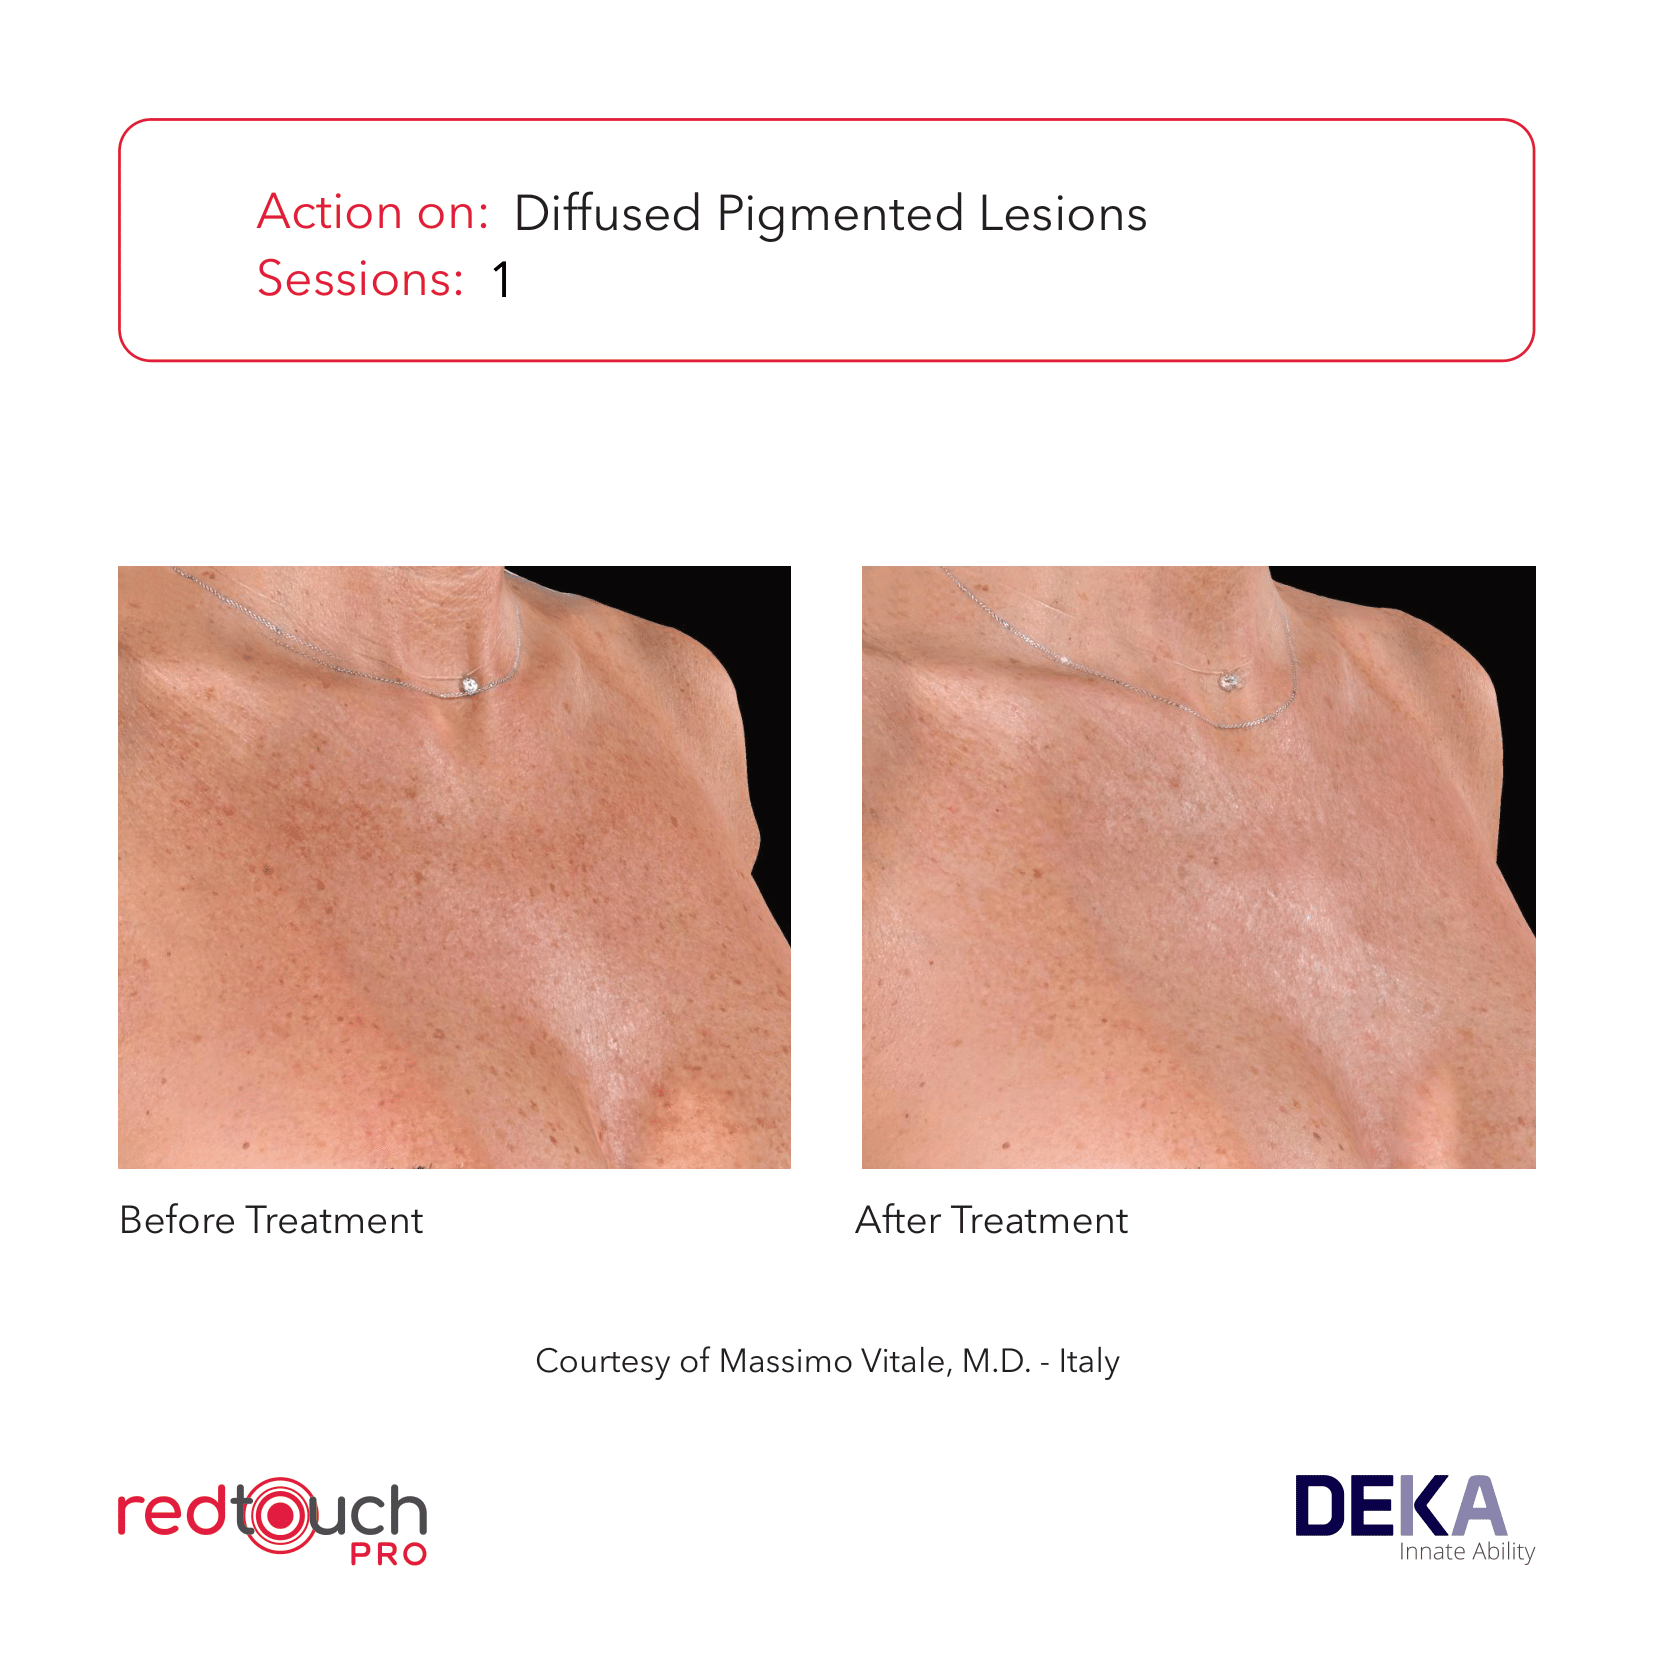 Action on: Diffused Pigmented Lesions
Sessions: 1
Before Treatment
After Treatment
Courtesy of Massimo Vitale, M.D. - Italy
redtouch
PRO
DEKA
Innate Ability